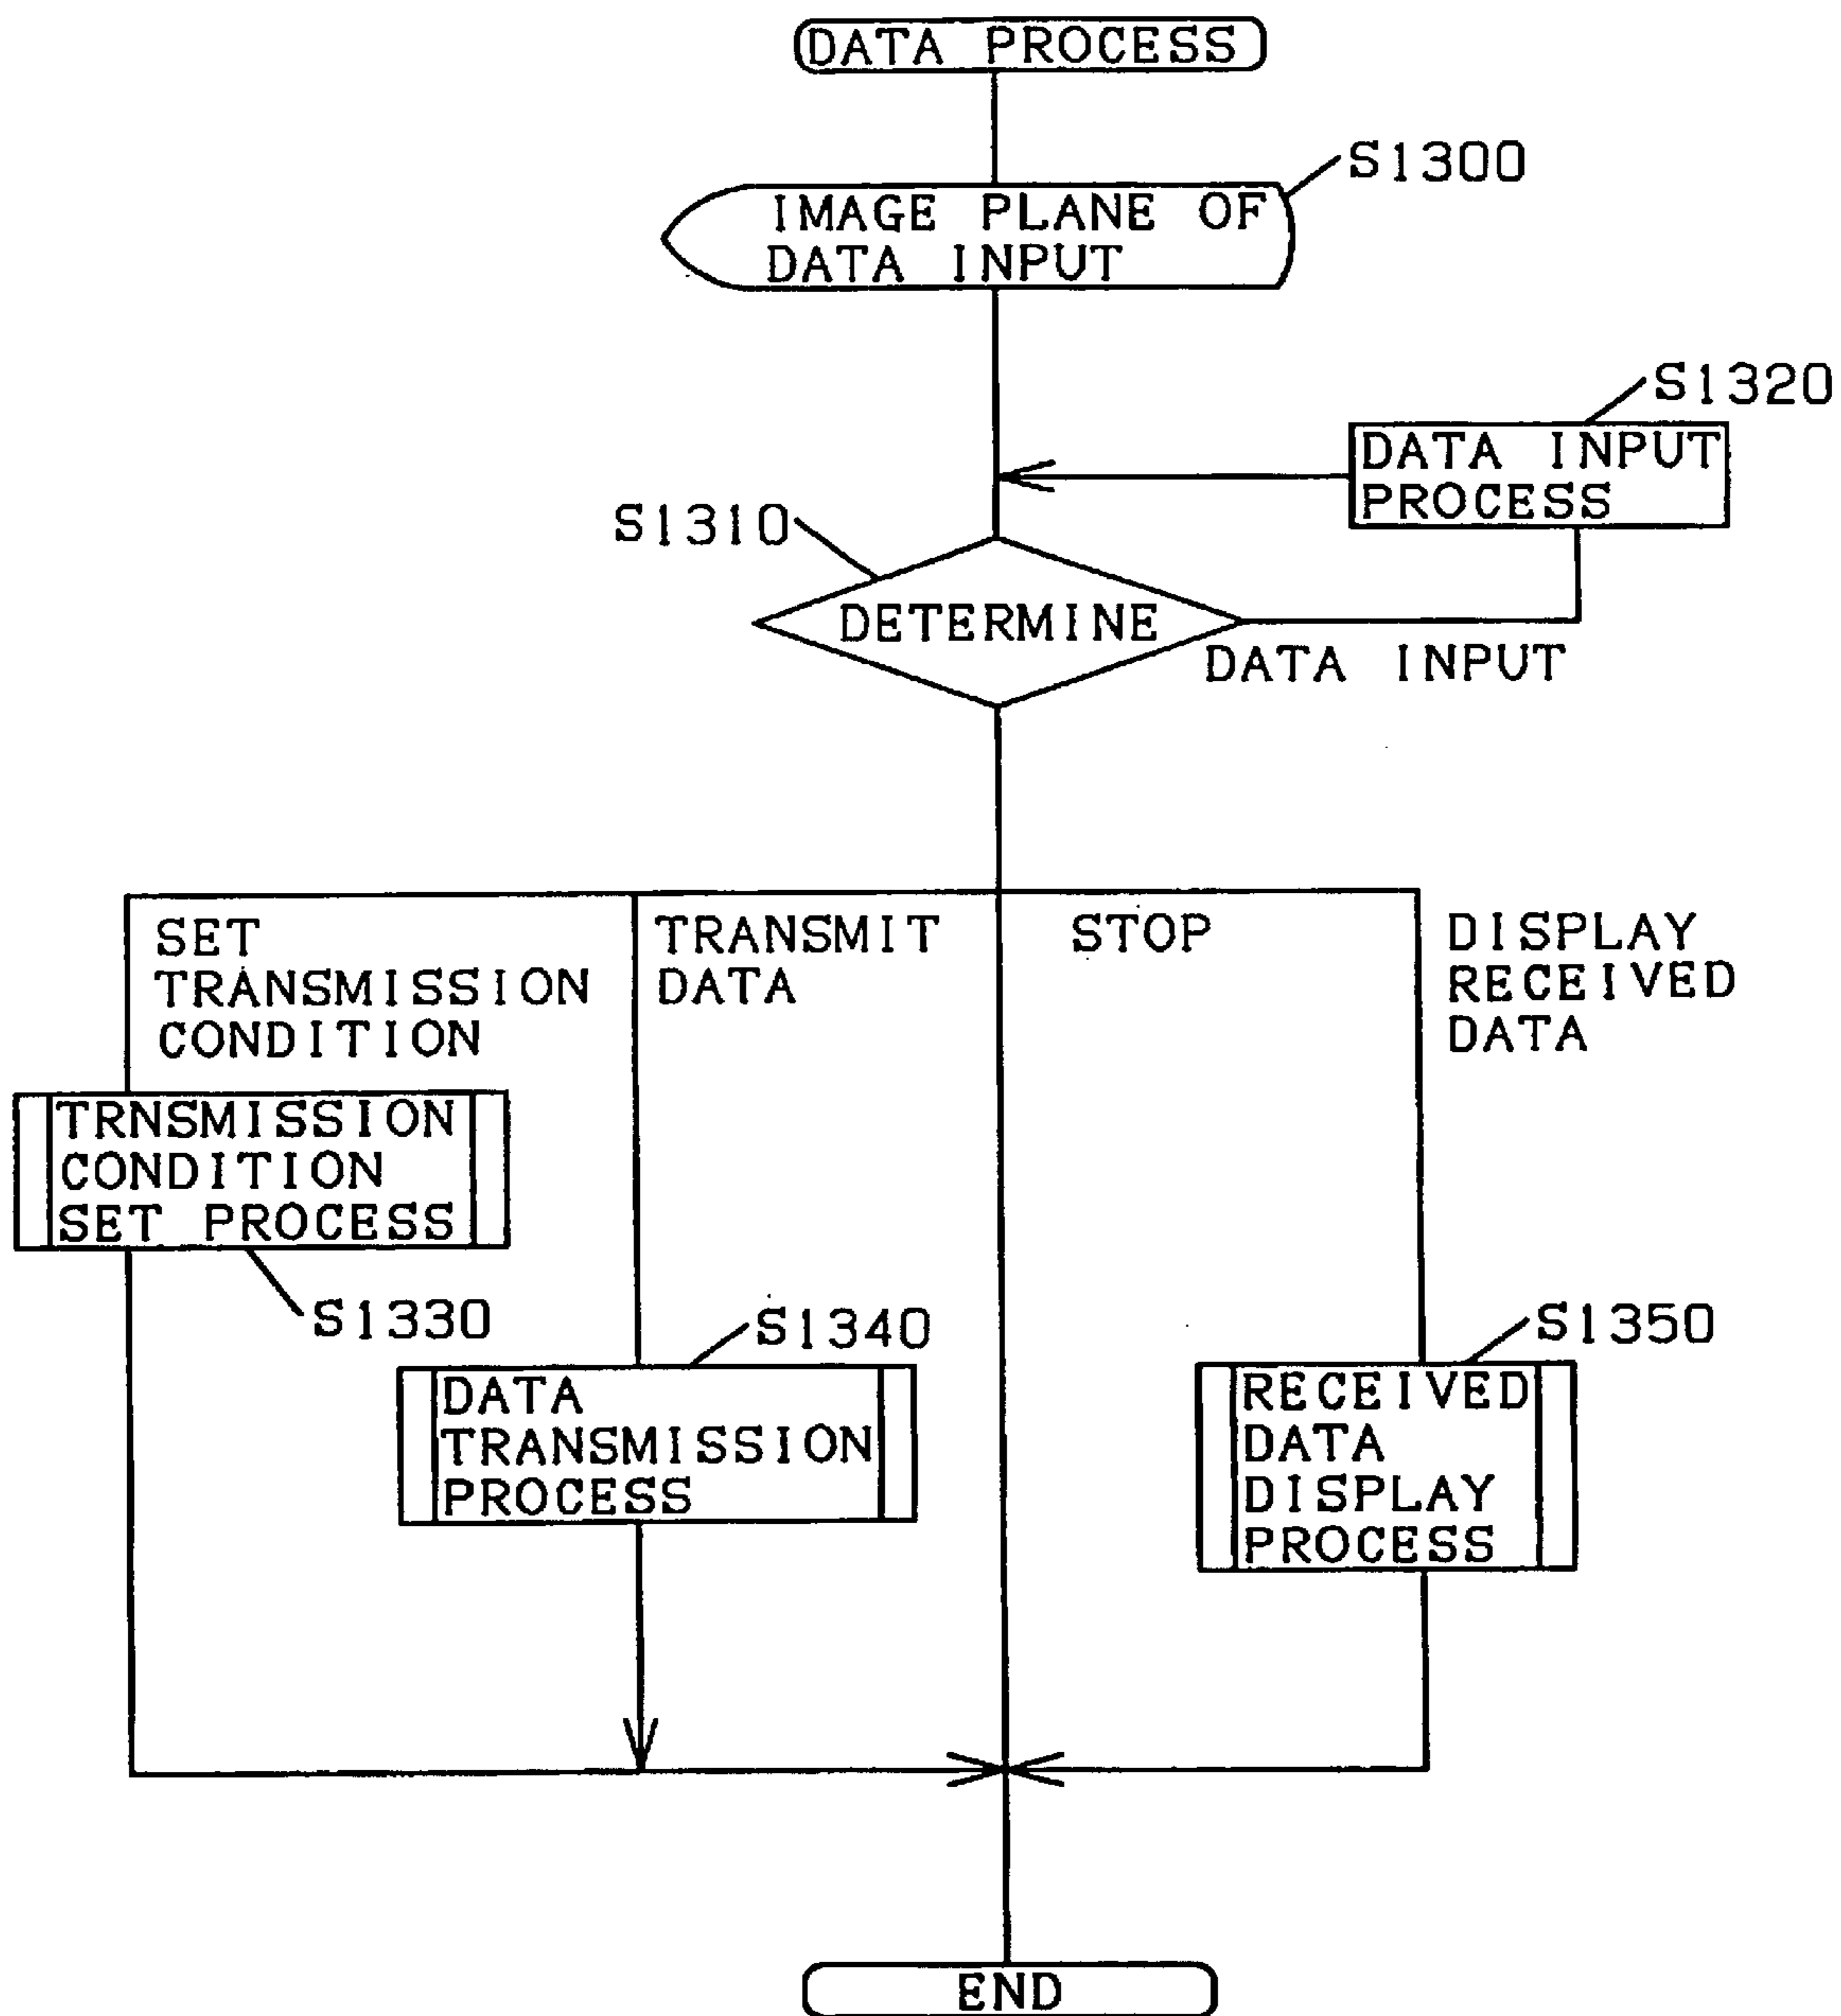 DATA PROCESS
S1300
IMAGE PLANE OF
DATA INPUT
S1320
DATA INPUT
PROCESS
S1310
DETERMINE
DATA INPUT
SET
TRANSMISSION
CONDITION
TRANSMIT
DATA
STOP
DISPLAY
RECEIVED
DATA
TRNSMISSION
CONDITION
SET PROCESS
S1330
S1340
DATA
TRANSMISSION
PROCESS
S1350
RECEIVED
DATA
DISPLAY
PROCESS
END